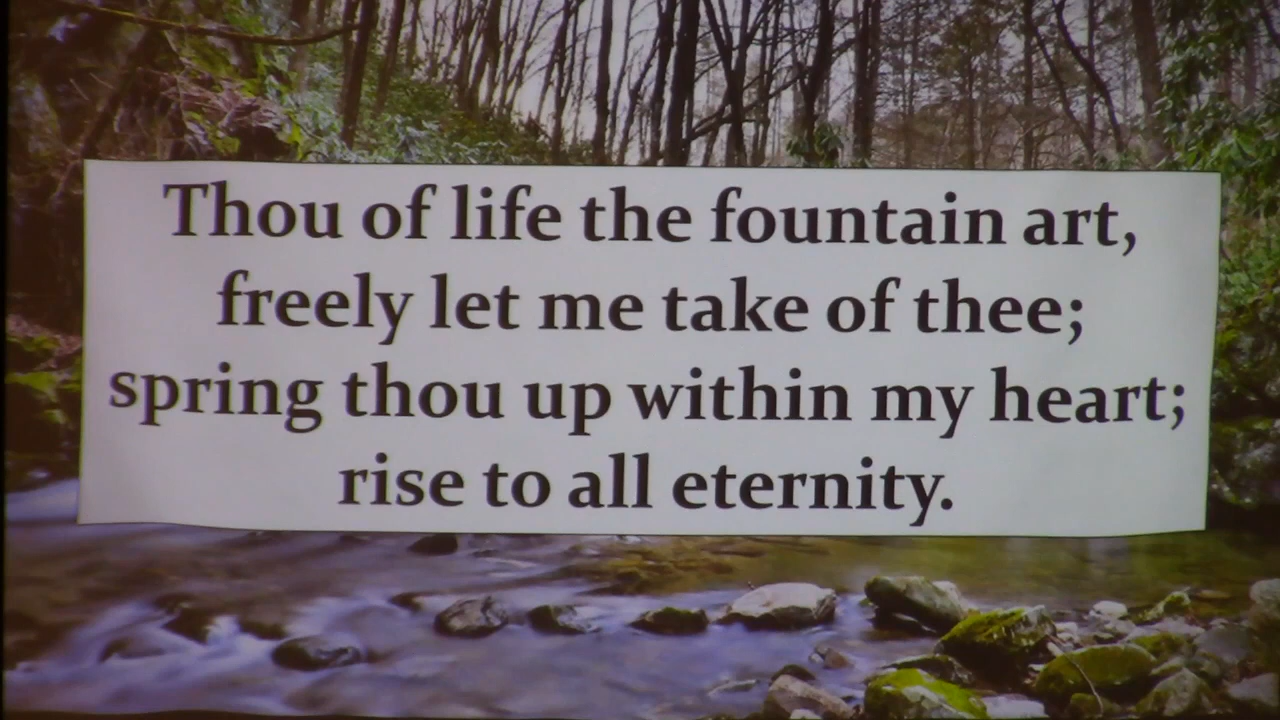 Thou of life the fountain art,
freely let me take of thee;
spring thou up within my heart;
rise to all eternity.